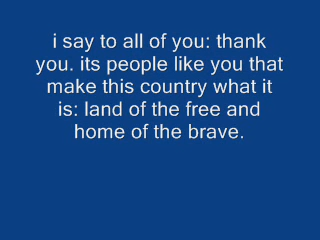 i say to all of you: thank
you. its people like you that
make this country what it
is: land of the free and
home of the brave.